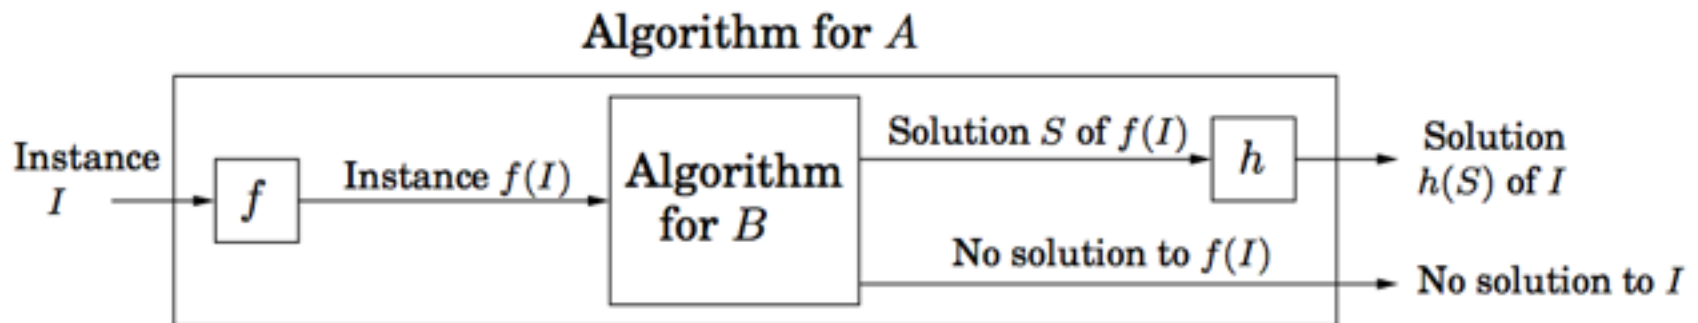 Algorithm for A
Instance
I
f
Instance f(I)
Algorithm
for B
Solution S of f(I)
h
Solution
h(S) of I
No solution to f(I)
No solution to I